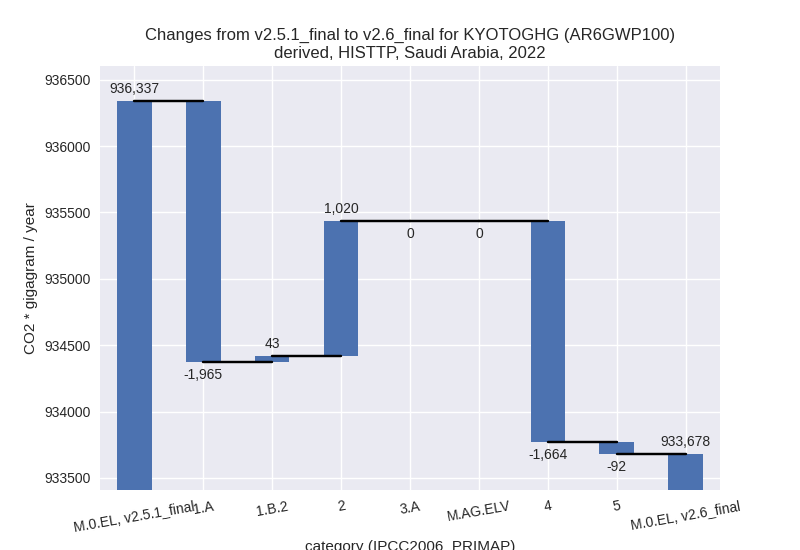 Changes from v2.5.1_final to v2.6_final for KYOTOGHG (AR6GWP100)
derived, HISTTP, Saudi Arabia, 2022
CO2 * gigagram / year
936500
936000
935500
935000
934500
934000
933500
936,337
-1,965
43
1,020
0
0
-1,664
-92
933,678
M.0.EL, v2.5.1_final
1.A
1.B.2
2
3.A
M.AG.ELV
4
5
M.0.EL, v2.6_final
category (IPCC2006_PRIMAP)